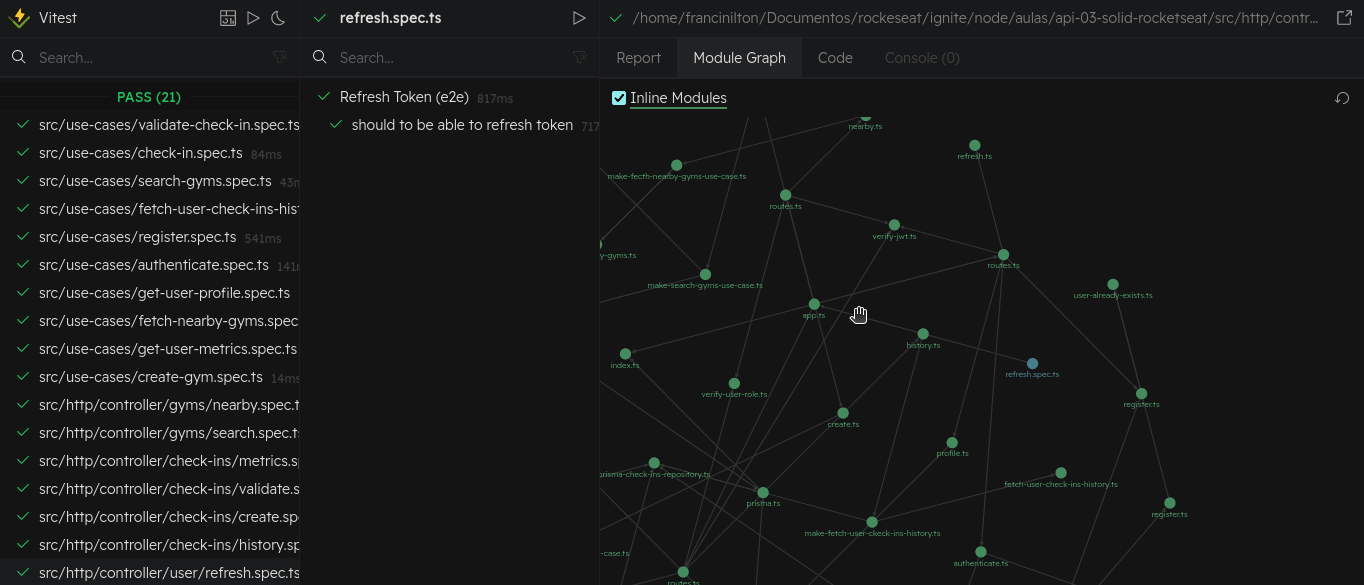 Vitest
refresh.spec.ts
/home/francinilton/Documentos/rockeseat/ignite/node/aulas/api-03-solid-rocketseat/src/http/contr...
Search...
Search...
Report
Module Graph
Code
Console (0)
PASS (21)
src/use-cases/validate-check-in.spec.ts
src/use-cases/check-in.spec.ts 84ms
src/use-cases/search-gyms.spec.ts 43m
src/use-cases/fetch-user-check-ins-hist
src/use-cases/register.spec.ts 541ms
src/use-cases/authenticate.spec.ts 141
src/use-cases/get-user-profile.spec.ts
src/use-cases/fetch-nearby-gyms.spec
src/use-cases/get-user-metrics.spec.ts
src/use-cases/create-gym.spec.ts 14ms
src/http/controller/gyms/nearby.spec.t
src/http/controller/gyms/search.spec.ts
src/http/controller/check-ins/metrics.s
src/http/controller/check-ins/validate.s
src/http/controller/check-ins/create.sp
src/http/controller/check-ins/history.sp
src/http/controller/user/refresh.spec.ts
Refresh Token (e2e) 817ms
should to be able to refresh token 717
Inline Modules
nearby.ts
refresh.ts
make-fecth-nearby-gyms-use-case.ts
routes.ts
verify-jwt.ts
y-gyms.ts
routes.ts
make-search-gyms-use-case.ts
user-already-exists.ts
app.ts
history.ts
index.ts
refresh.spec.ts
verify-user-role.ts
register.ts
create.ts
profile.ts
prisma-check-ins-repository.ts
fetch-user-check-ins-history.ts
prisma.ts
register.ts
make-fetch-user-ckeck-ins-history.ts
-case.ts
authenticate.ts
routes.ts